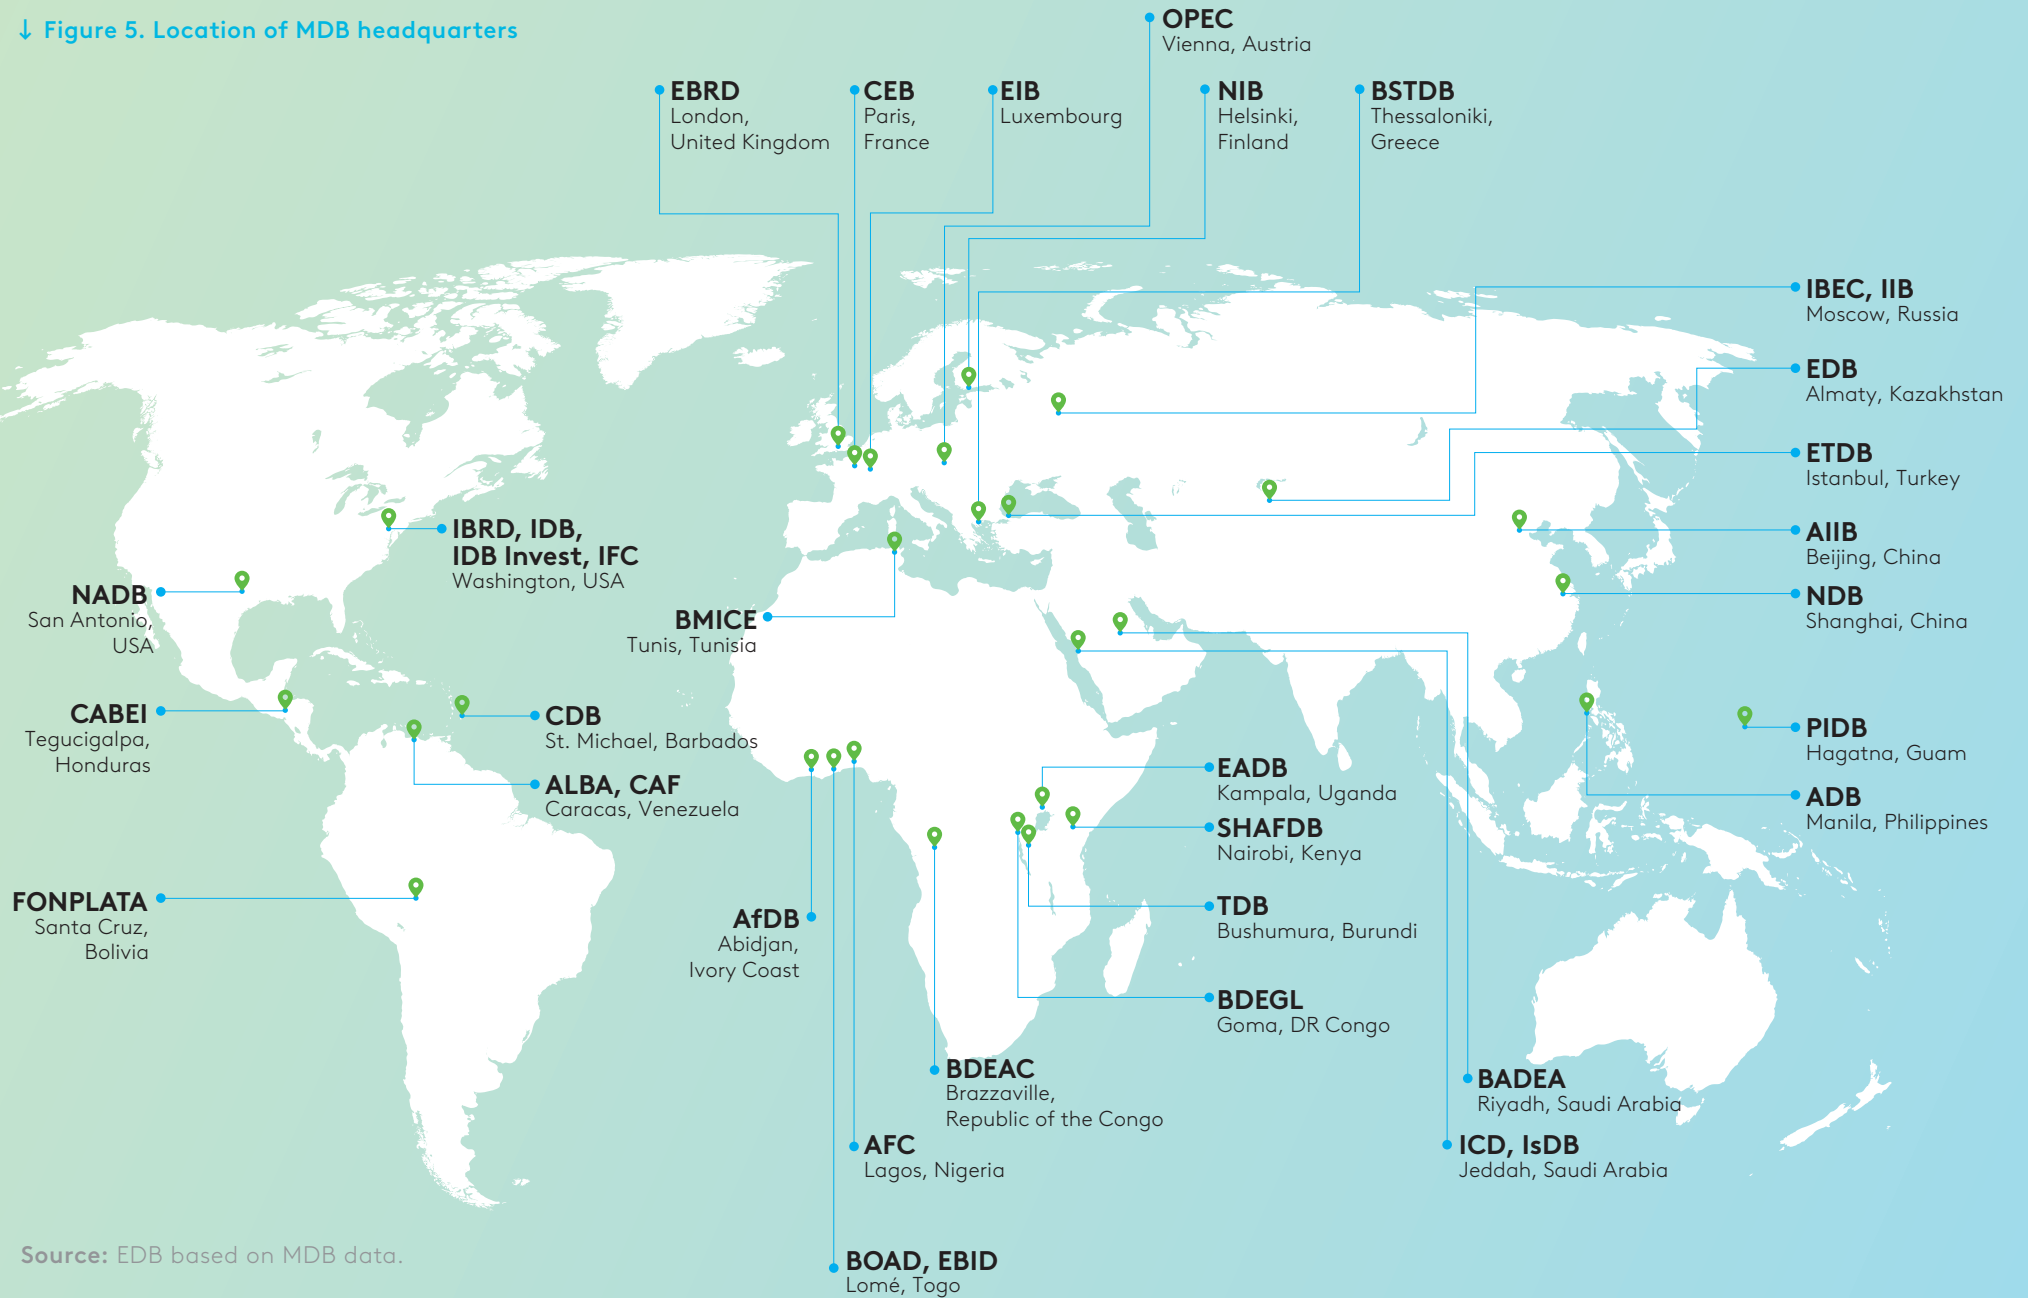 ↓ Figure 5. Location of MDB headquarters
OPEC
Vienna, Austria
EBRD
London,
United Kingdom
CEB
Paris,
France
EIB
Luxembourg
NIB
Helsinki,
Finland
BSTDB
Thessaloniki,
Greece
IBEC, IIB
Moscow, Russia
EDB
Almaty, Kazakhstan
ETDB
Istanbul, Turkey
AIIB
Beijing, China
NDB
Shanghai, China
PIDB
Hagatna, Guam
ADB
Manila, Philippines
IBRD, IDB,
IDB Invest, IFC
Washington, USA
NADB
San Antonio,
USA
BMICE
Tunis, Tunisia
CABEI
Tegucigalpa,
Honduras
CDB
St. Michael, Barbados
ALBA, CAF
Caracas, Venezuela
FONPLATA
Santa Cruz,
Bolivia
EADB
Kampala, Uganda
SHAFDB
Nairobi, Kenya
TDB
Bushumura, Burundi
BDEGL
Goma, DR Congo
AfDB
Abidjan,
Ivory Coast
BDEAC
Brazzaville,
Republic of the Congo
BADEA
Riyadh, Saudi Arabia
AFC
Lagos, Nigeria
ICD, IsDB
Jeddah, Saudi Arabia
BOAD, EBID
Lomé, Togo
Source: EDB based on MDB data.